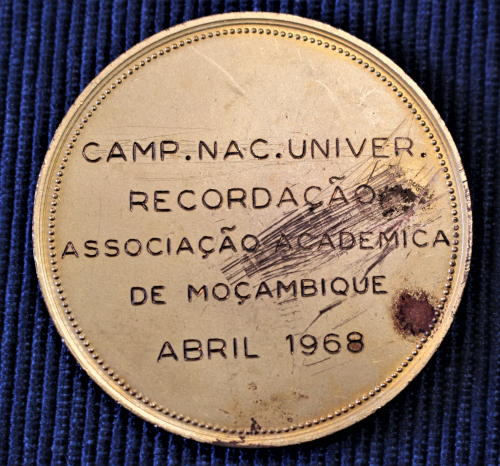 CAMP.NAC.UNIVER.
RECORDAÇÃO
ASSOCIAÇÃO ACADEMICA
DE MOÇAMBIQUE
ABRIL 1968